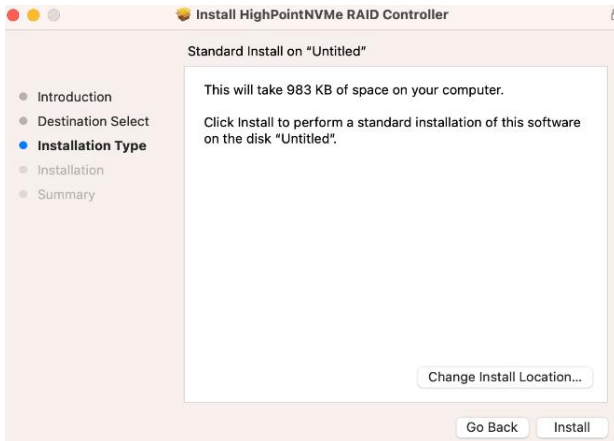 Install HighPointNVMe RAID Controller
Standard Install on "Untitled"
Introduction
Destination Select
Installation Type
Installation
Summary
This will take 983 KB of space on your computer.
Click Install to perform a standard installation of this software
on the disk "Untitled".
Change Install Location...
Go Back
Install